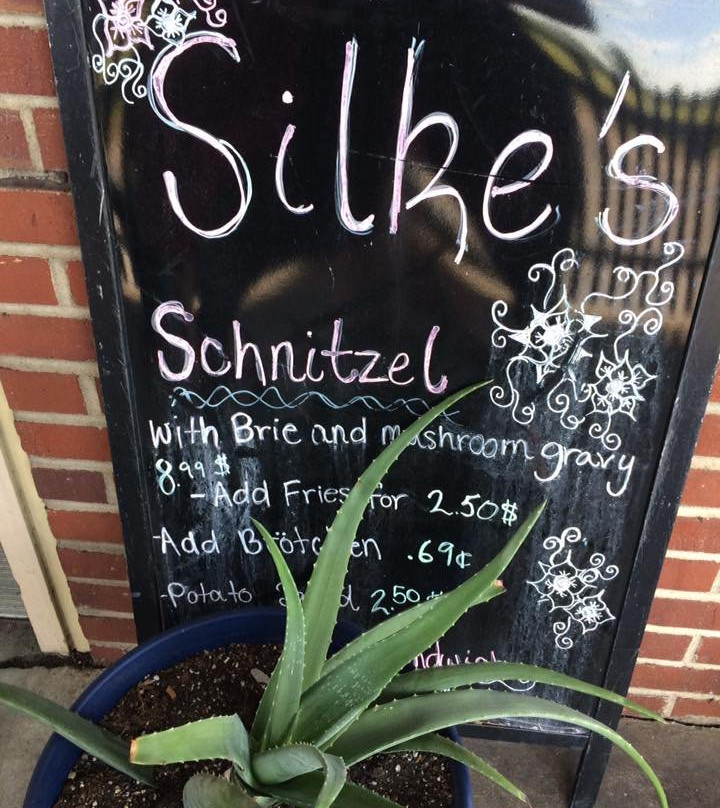 Silke's
Schnitzel
with Brie and mushroom gravy
8.99$
-Add Fries for 2.50$
-Add Brötchen .69¢
-Potato 2.50